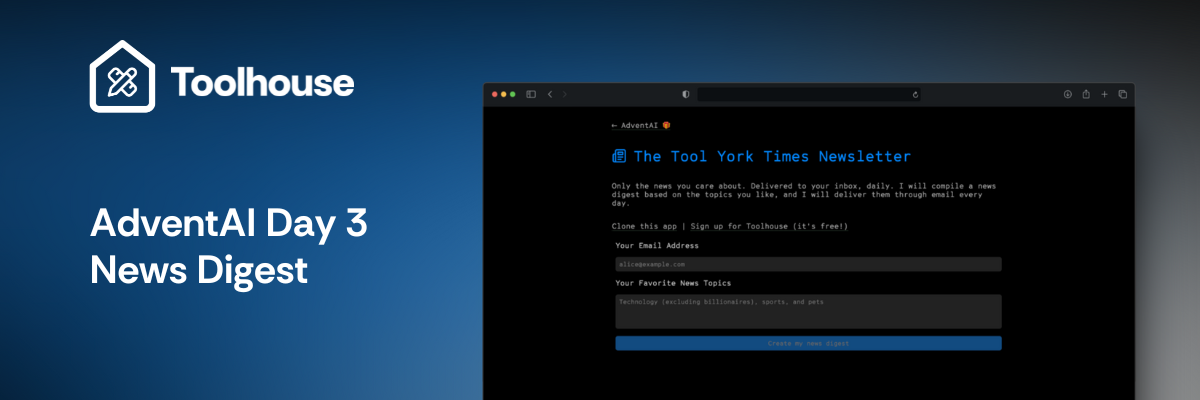 Toolhouse
AdventAI Day 3
News Digest
← AdventAI 🎁
The Tool York Times Newsletter
Only the news you care about. Delivered to your inbox, daily. I will compile a news
digest based on the topics you like, and I will deliver them through email every
day.
Clone this app | Sign up for Toolhouse (it's free!)
Your Email Address
alice@example.com
Your Favorite News Topics
Technology (excluding billionaires), sports, and pets
Create my news digest